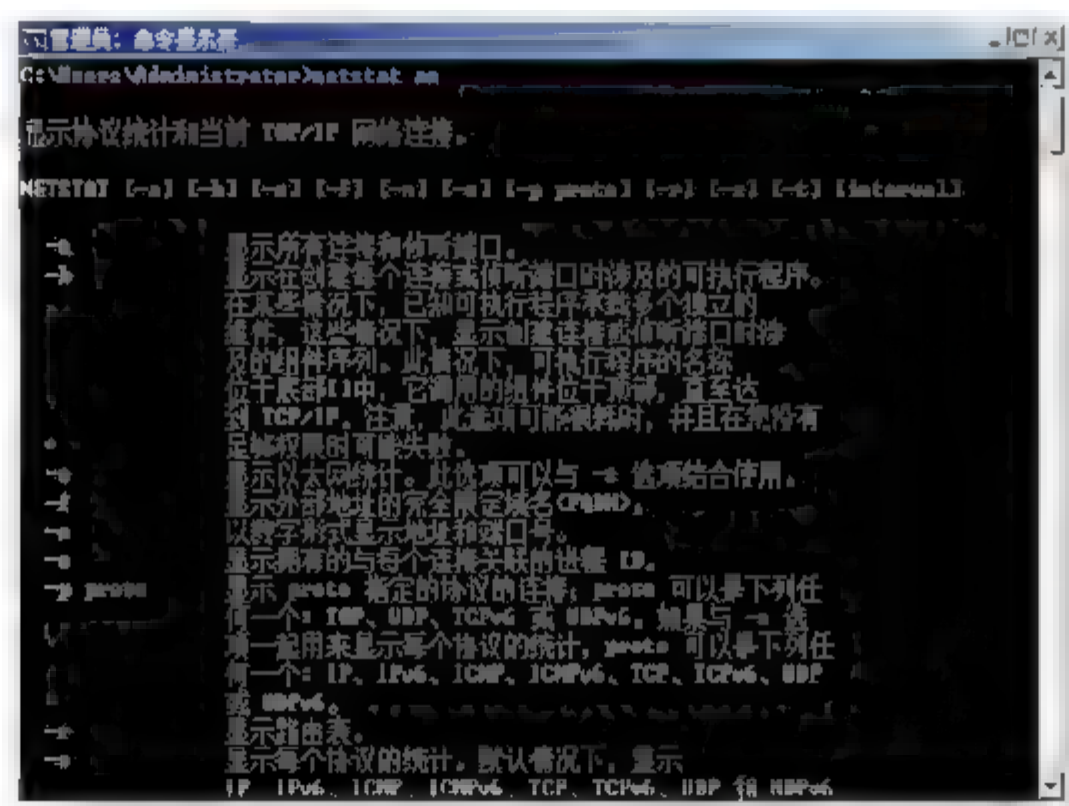 管理员: 命令提示符
C:\Users\Administrator>netstat an
显示协议统计和当前 TCP/IP 网络连接。
NETSTAT [-a] [-b] [-e] [-f] [-n] [-o] [-p proto] [-r] [-s] [-t] [interval]
-a 显示所有连接和侦听端口。
-b 显示在创建每个连接或侦听端口时涉及的可执行程序。
在某些情况下，已知可执行程序承载多个独立的
组件，这些情况下，显示创建连接或侦听端口时涉
及的组件序列。此情况下，可执行程序的名称
位于底部[]中，它调用的组件位于顶部，直至达
到 TCP/IP。注意，此选项可能很耗时，并且在您没有
足够权限时可能失败。
-e 显示以太网统计。此选项可以与 -s 选项结合使用。
-f 显示外部地址的完全限定域名(FQDN)。
-n 以数字形式显示地址和端口号。
-o 显示拥有的与每个连接关联的进程 ID。
-p proto 显示 proto 指定的协议的连接；proto 可以是下列任
何一个: TCP、UDP、TCPv6 或 UDPv6。如果与 -s 选
项一起用来显示每个协议的统计，proto 可以是下列任
何一个: IP、IPv6、ICMP、ICMPv6、TCP、TCPv6、UDP
或 UDPv6。
-r 显示路由表。
-s 显示每个协议的统计。默认情况下，显示
IP、IPv6、ICMP、ICMPv6、TCP、TCPv6、UDP 和 UDPv6